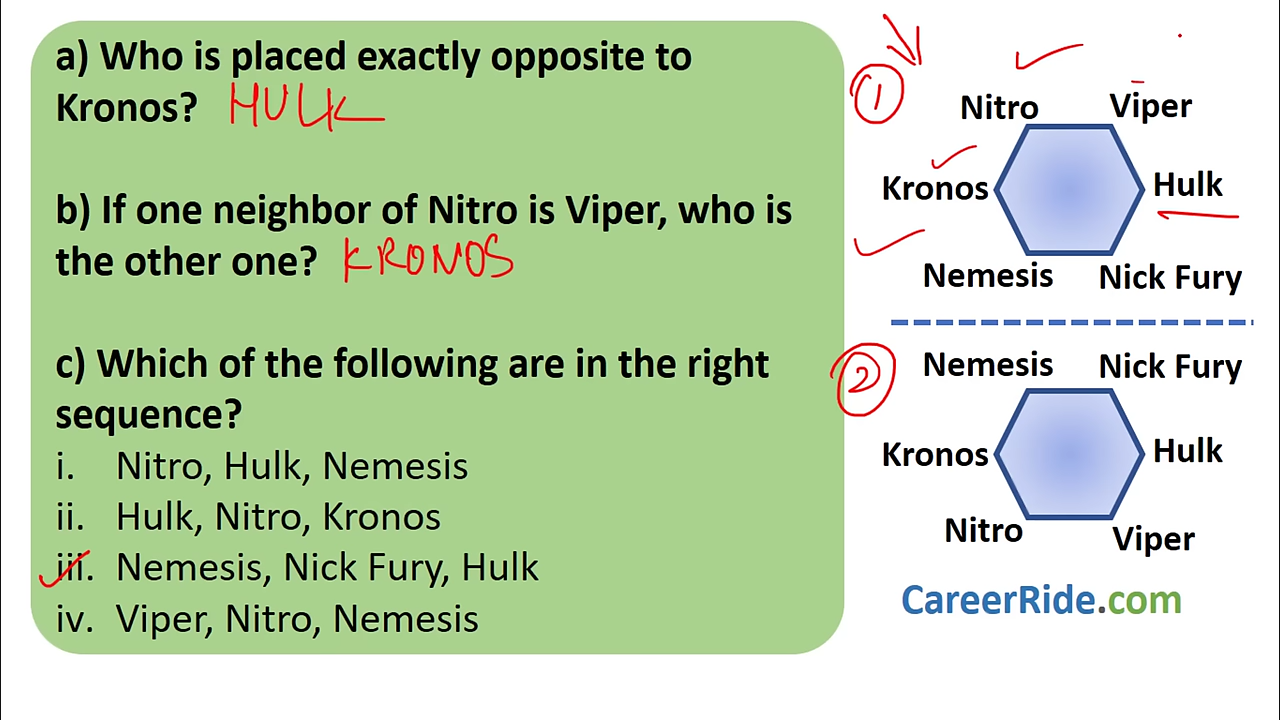 a) Who is placed exactly opposite to
Kronos? HULK
b) If one neighbor of Nitro is Viper, who is
the other one? KRONOS
c) Which of the following are in the right
sequence?
i. Nitro, Hulk, Nemesis
ii. Hulk, Nitro, Kronos
iii. Nemesis, Nick Fury, Hulk
iv. Viper, Nitro, Nemesis
1
Nitro Viper
Kronos Hulk
Nemesis Nick Fury
2
Nemesis Nick Fury
Kronos Hulk
Nitro Viper
CareerRide.com